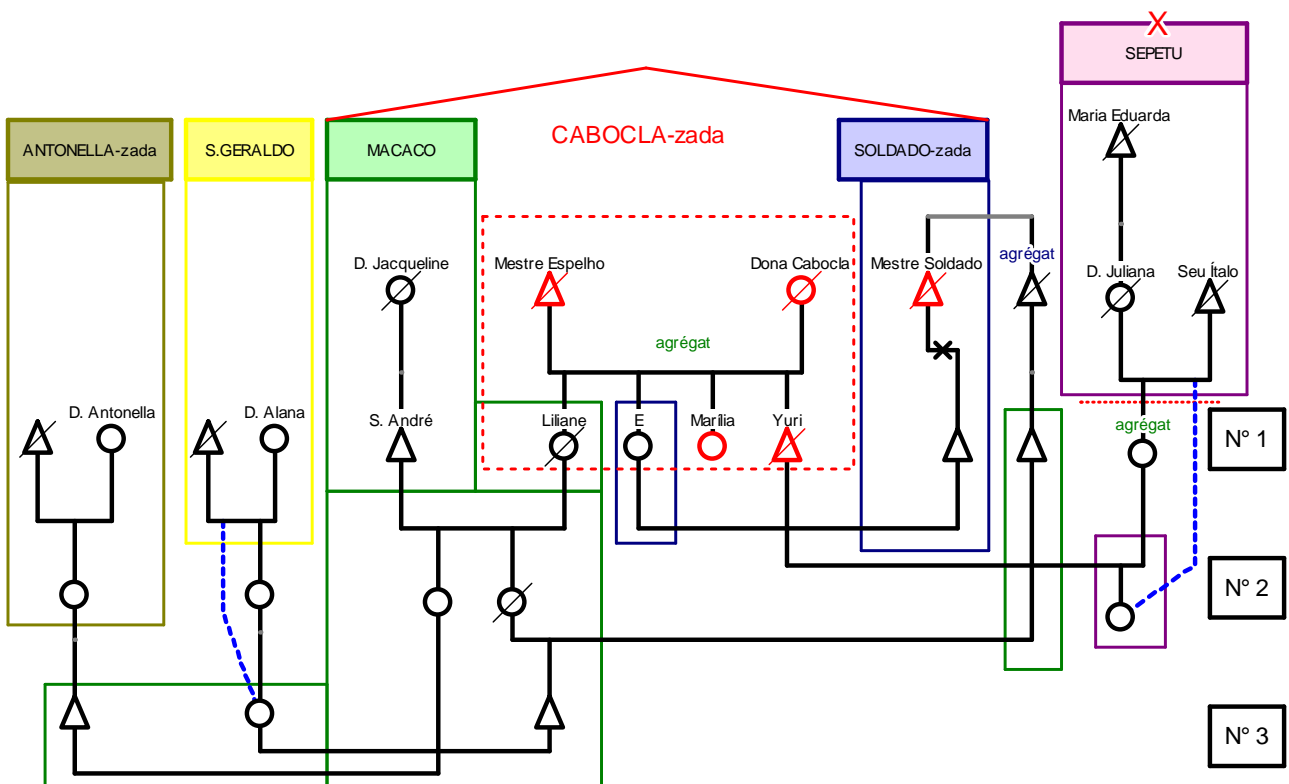 X
SEPETU
CABOCLA-zada
ANTONELLA-zada
S.GERALDO
MACACO
SOLDADO-zada
Maria Eduarda
D. Jacqueline
Mestre Espelho
Dona Cabocla
Mestre Soldado
agrégat
D. Juliana
Seu Ítalo
agrégat
D. Antonella
D. Alana
S. André
Liliane
E
Marília
Yuri
agrégat
N° 1
N° 2
N° 3